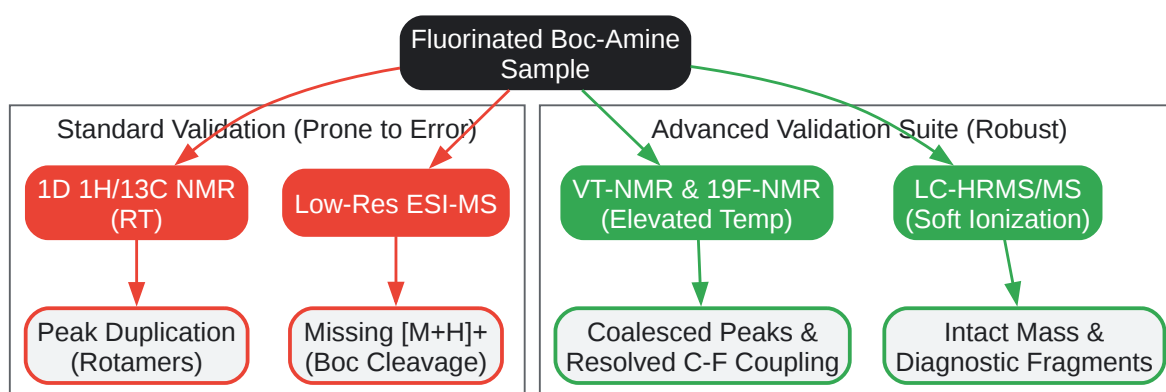 Fluorinated Boc-Amine
Sample
Standard Validation (Prone to Error)
Advanced Validation Suite (Robust)
1D 1H/13C NMR
(RT)
Low-Res ESI-MS
VT-NMR & 19F-NMR
(Elevated Temp)
LC-HRMS/MS
(Soft Ionization)
Peak Duplication
(Rotamers)
Missing [M+H]+
(Boc Cleavage)
Coalesced Peaks &
Resolved C-F Coupling
Intact Mass &
Diagnostic Fragments